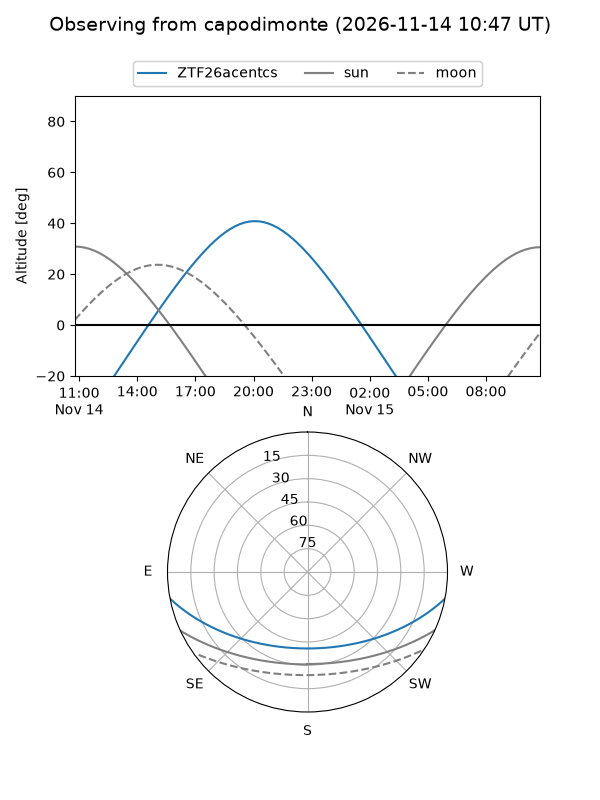 Observing from capodimonte (2026-11-14 10:47 UT)
ZTF26acentcs sun moon
Altitude [deg]
80
60
40
20
0
−20
11:00 14:00 17:00 20:00 23:00 02:00 05:00 08:00
Nov 14 Nov 15
N
NE NW
15
30
45
60
75
E W
SE SW
S